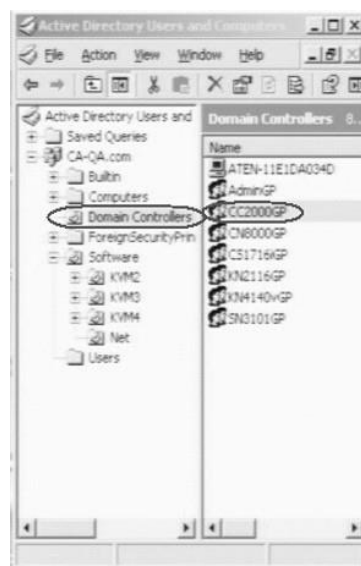 Active Directory Users and Computers
File Action View Window Help
Active Directory Users and
Saved Queries
CA-QA.com
Builtin
Computers
Domain Controllers
ForeignSecurityPrin
Software
KVM2
KVM3
KVM4
Net
Users
Domain Controllers 8...
Name
ATEN-11E1DA034D
AdminGP
CC2000GP
CN8000GP
CS1716iGP
KN2116GP
KN4140vGP
SN3101GP